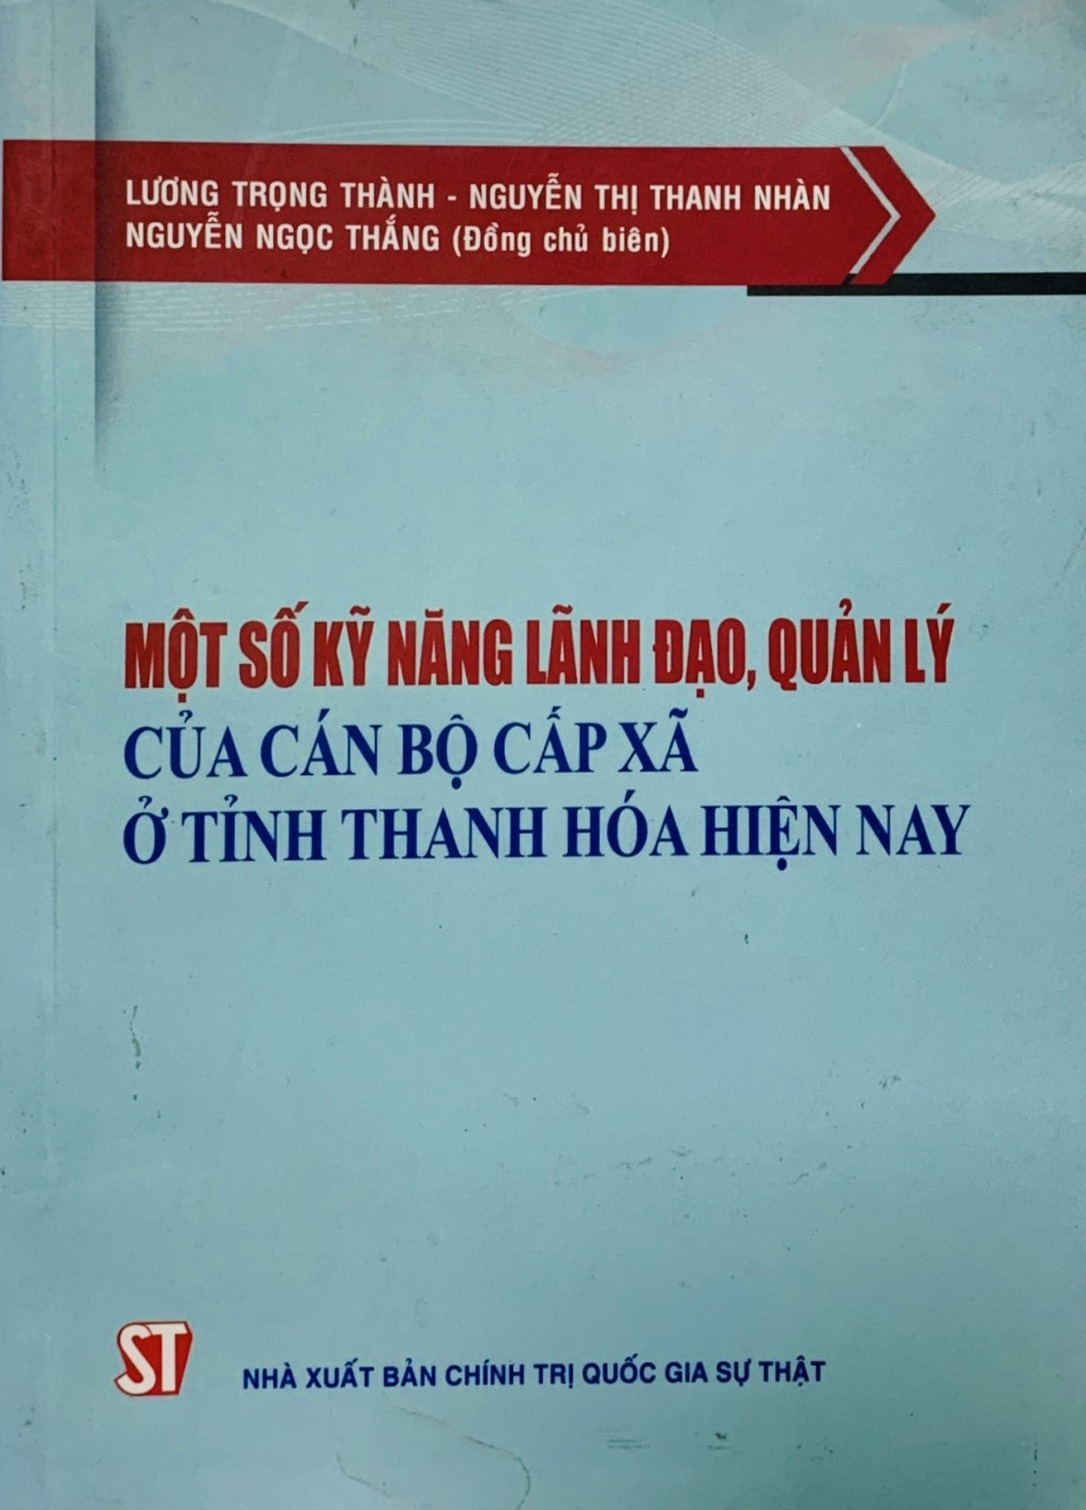 LƯƠNG TRỌNG THÀNH - NGUYỄN THỊ THANH NHÀN
NGUYỄN NGỌC THẮNG (Đồng chủ biên)
MỘT SỐ KỸ NĂNG LÃNH ĐẠO, QUẢN LÝ
CỦA CÁN BỘ CẤP XÃ
Ở TỈNH THANH HÓA HIỆN NAY
ST
NHÀ XUẤT BẢN CHÍNH TRỊ QUỐC GIA SỰ THẬT